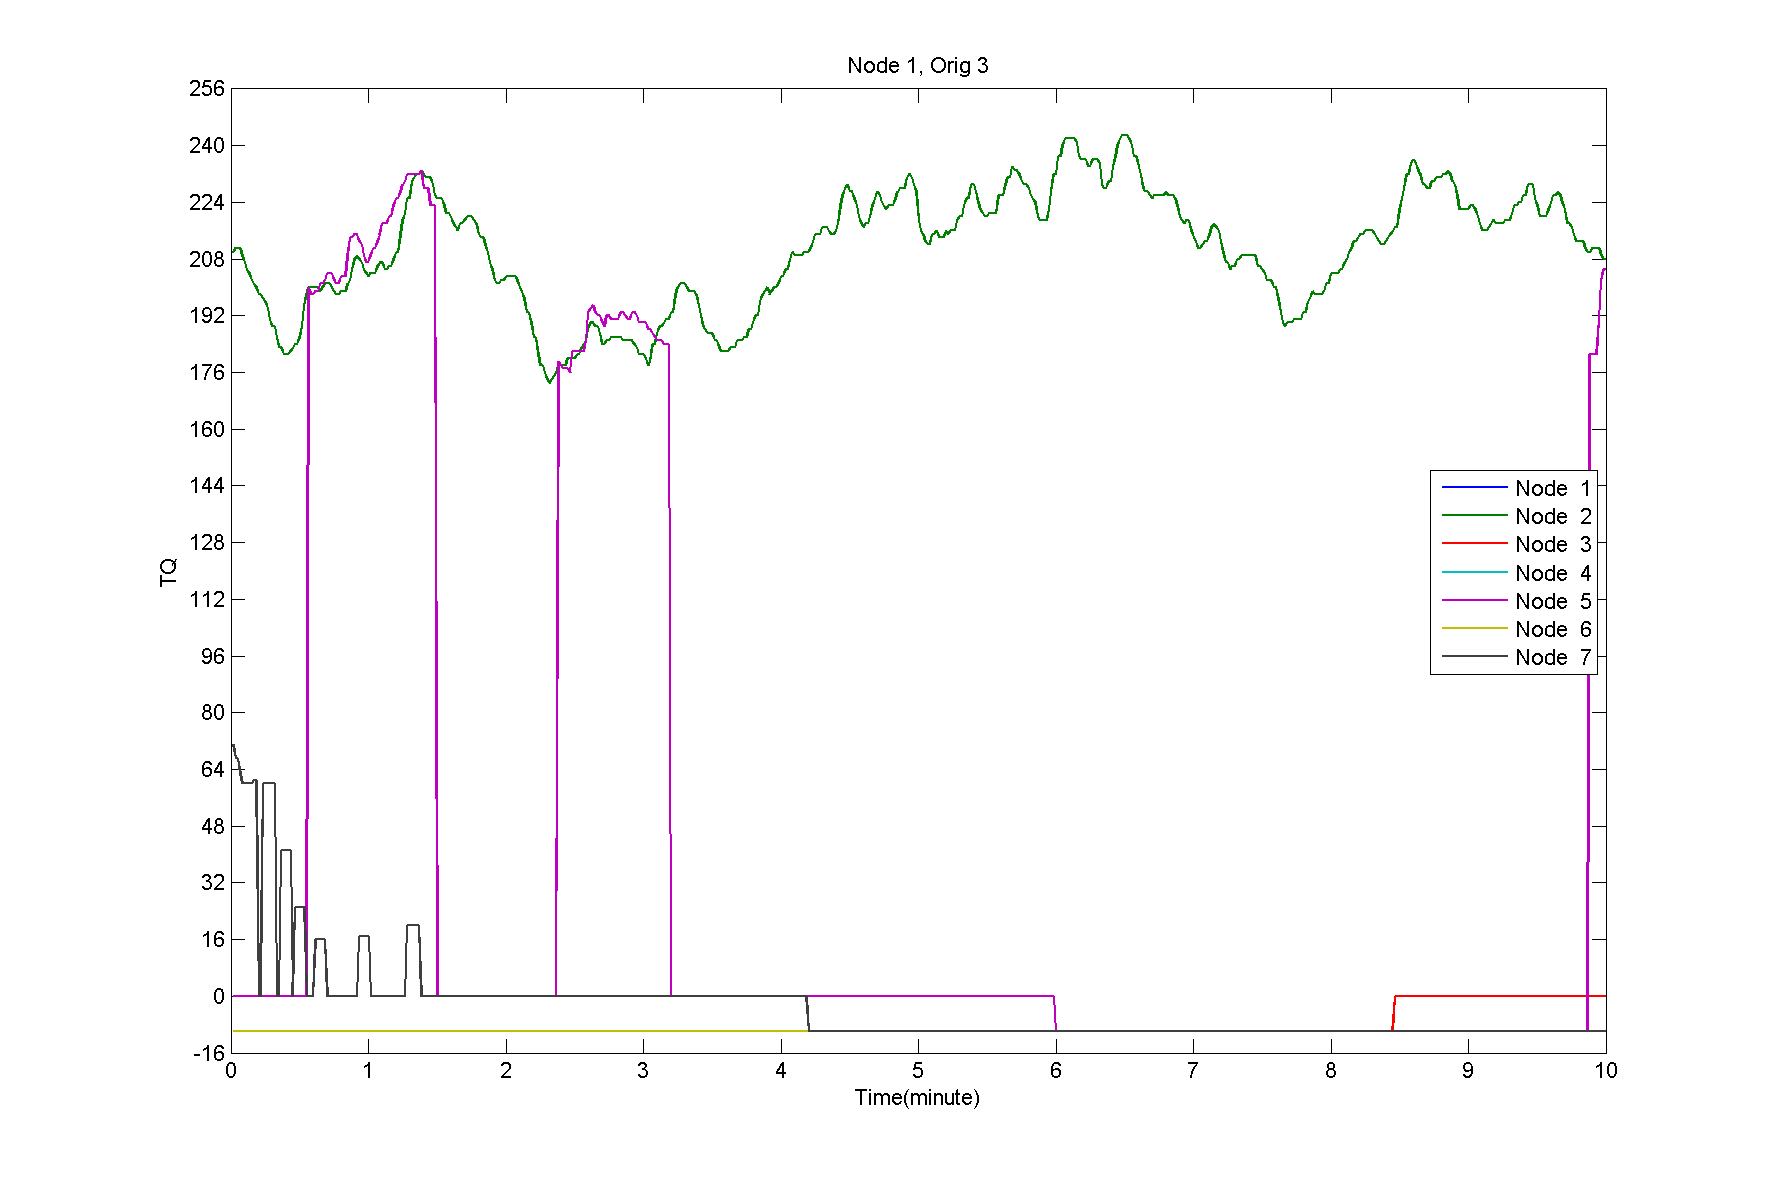 Node 1, Orig 3
256
240
224
208
192
176
160
144
128
112
96
80
64
48
32
16
0
-16
TQ
Node 1
Node 2
Node 3
Node 4
Node 5
Node 6
Node 7
0 1 2 3 4 5 6 7 8 9 10
Time(minute)